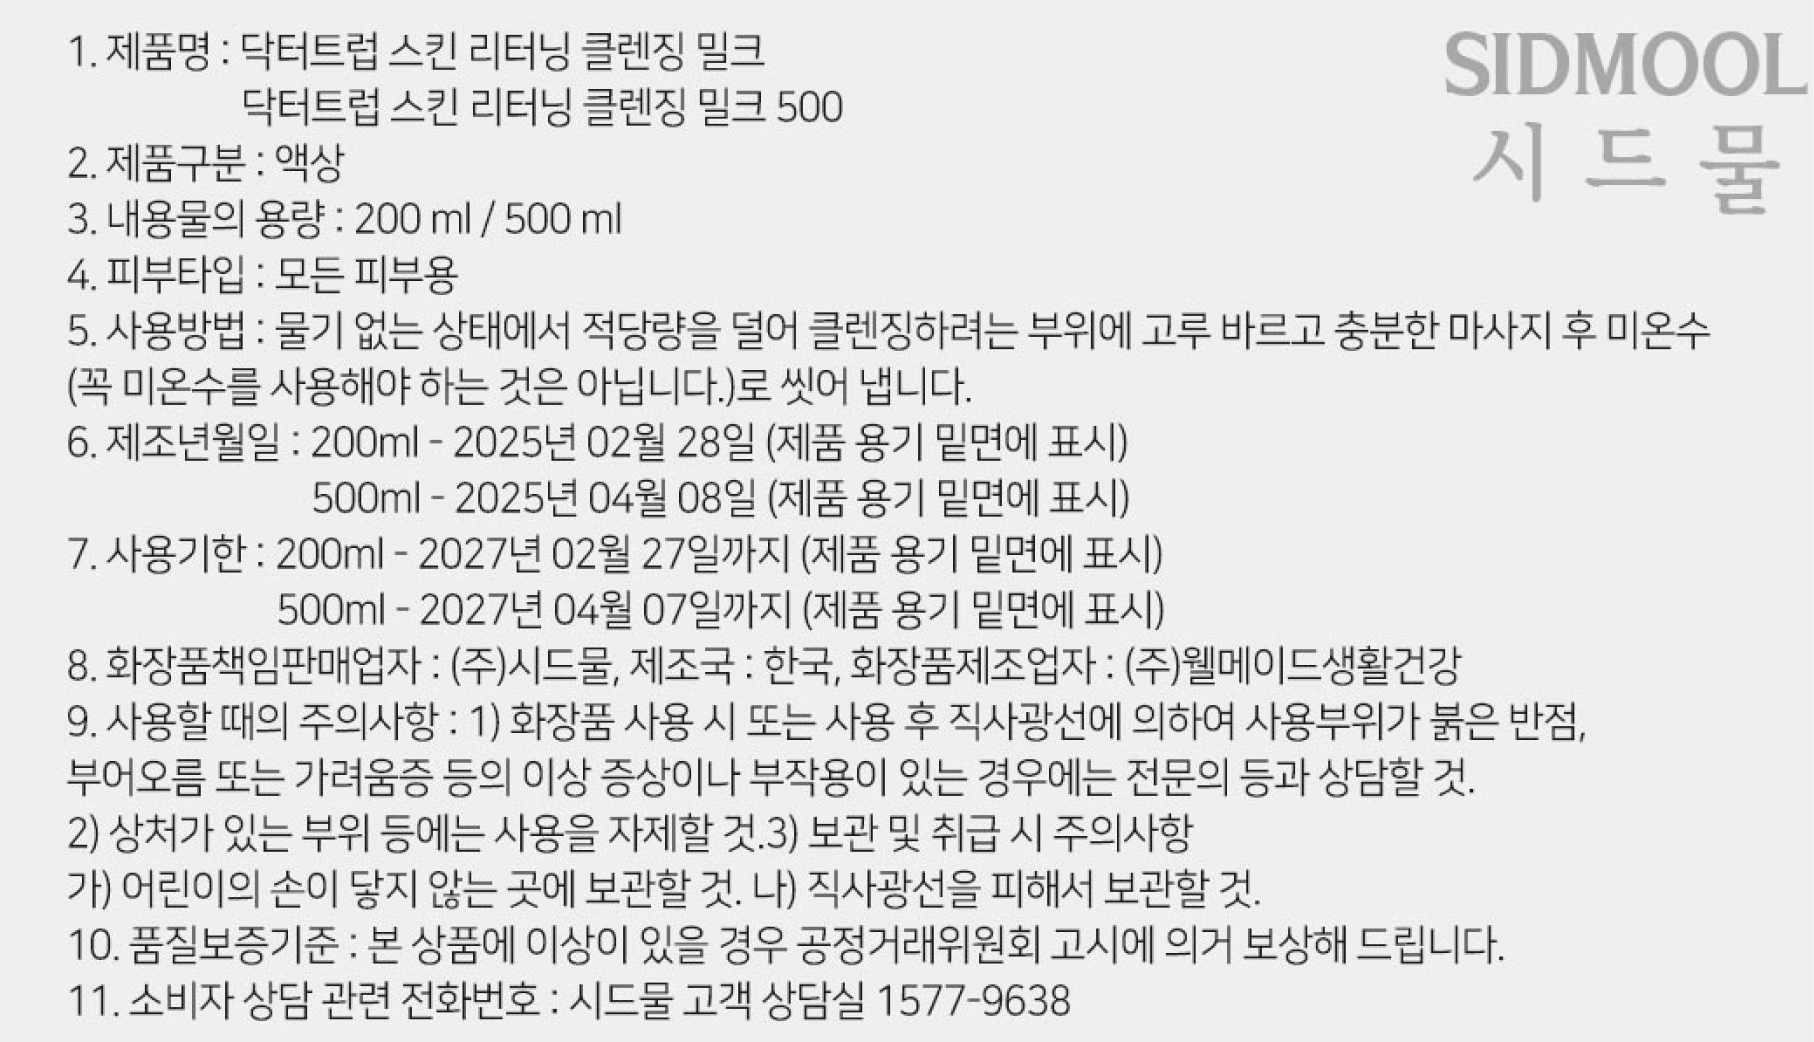 SIDMOOL
시드물
1. 제품명 : 닥터트럽 스킨 리터닝 클렌징 밀크
닥터트럽 스킨 리터닝 클렌징 밀크 500
2. 제품구분 : 액상
3. 내용물의 용량 : 200 ml / 500 ml
4. 피부타입 : 모든 피부용
5. 사용방법 : 물기 없는 상태에서 적당량을 덜어 클렌징하려는 부위에 고루 바르고 충분한 마사지 후 미온수
(꼭 미온수를 사용해야 하는 것은 아닙니다.)로 씻어 냅니다.
6. 제조년월일 : 200ml - 2025년 02월 28일 (제품 용기 밑면에 표시)
500ml - 2025년 04월 08일 (제품 용기 밑면에 표시)
7. 사용기한 : 200ml - 2027년 02월 27일까지 (제품 용기 밑면에 표시)
500ml - 2027년 04월 07일까지 (제품 용기 밑면에 표시)
8. 화장품책임판매업자 : (주)시드물, 제조국 : 한국, 화장품제조업자 : (주)웰메이드생활건강
9. 사용할 때의 주의사항 : 1) 화장품 사용 시 또는 사용 후 직사광선에 의하여 사용부위가 붉은 반점,
부어오름 또는 가려움증 등의 이상 증상이나 부작용이 있는 경우에는 전문의 등과 상담할 것.
2) 상처가 있는 부위 등에는 사용을 자제할 것.3) 보관 및 취급 시 주의사항
가) 어린이의 손이 닿지 않는 곳에 보관할 것. 나) 직사광선을 피해서 보관할 것.
10. 품질보증기준 : 본 상품에 이상이 있을 경우 공정거래위원회 고시에 의거 보상해 드립니다.
11. 소비자 상담 관련 전화번호 : 시드물 고객 상담실 1577-9638